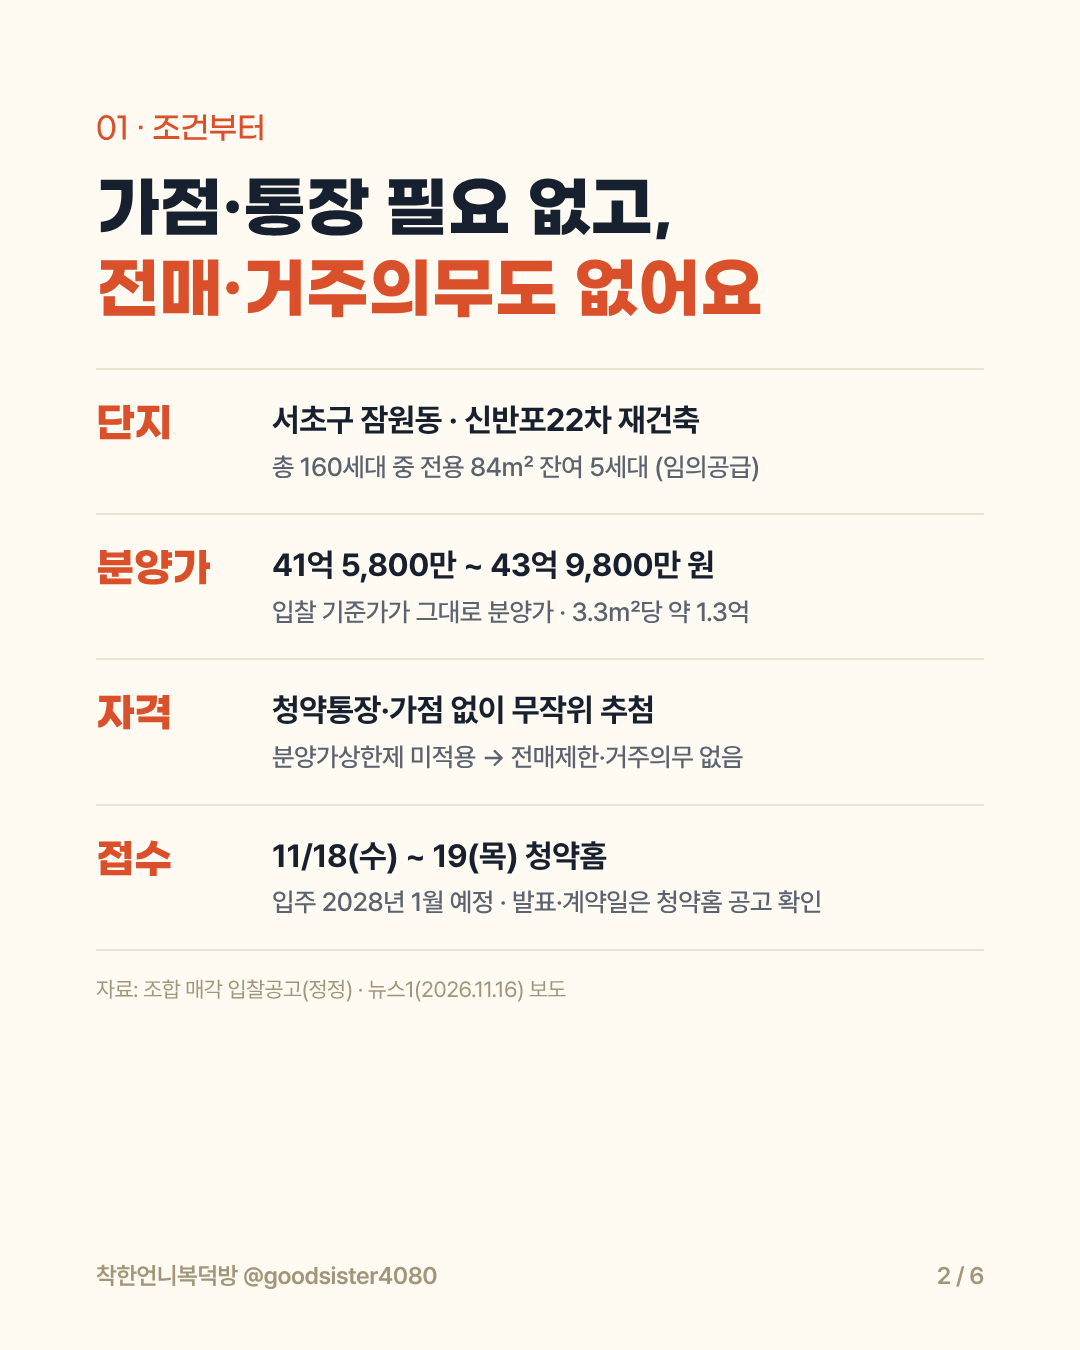 01 · 조건부터
가점·통장 필요 없고,
전매·거주의무도 없어요
단지
서초구 잠원동 · 신반포22차 재건축
총 160세대 중 전용 84m² 잔여 5세대 (임의공급)
분양가
41억 5,800만 ~ 43억 9,800만 원
입찰 기준가가 그대로 분양가 · 3.3m²당 약 1.3억
자격
청약통장·가점 없이 무작위 추첨
분양가상한제 미적용 → 전매제한·거주의무 없음
접수
11/18(수) ~ 19(목) 청약홈
입주 2028년 1월 예정 · 발표·계약일은 청약홈 공고 확인
자료: 조합 매각 입찰공고(정정) · 뉴스1(2026.11.16) 보도
착한언니복덕방 @goodsister4080
2 / 6